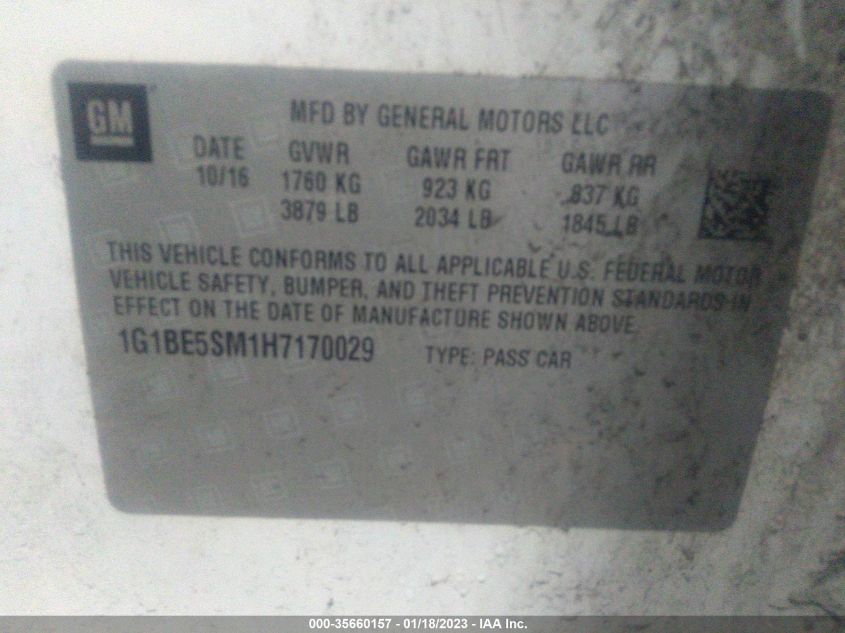 GM
MFD BY GENERAL MOTORS LLC
DATE GVWR GAWR FRT GAWR RR
10/16 1760 KG 923 KG 837 KG
3879 LB 2034 LB 1845 LB
THIS VEHICLE CONFORMS TO ALL APPLICABLE U.S. FEDERAL MOTOR
VEHICLE SAFETY, BUMPER, AND THEFT PREVENTION STANDARDS IN
EFFECT ON THE DATE OF MANUFACTURE SHOWN ABOVE.
1G1BE5SM1H7170029 TYPE: PASS CAR
000-35660157 - 01/18/2023 - IAA Inc.